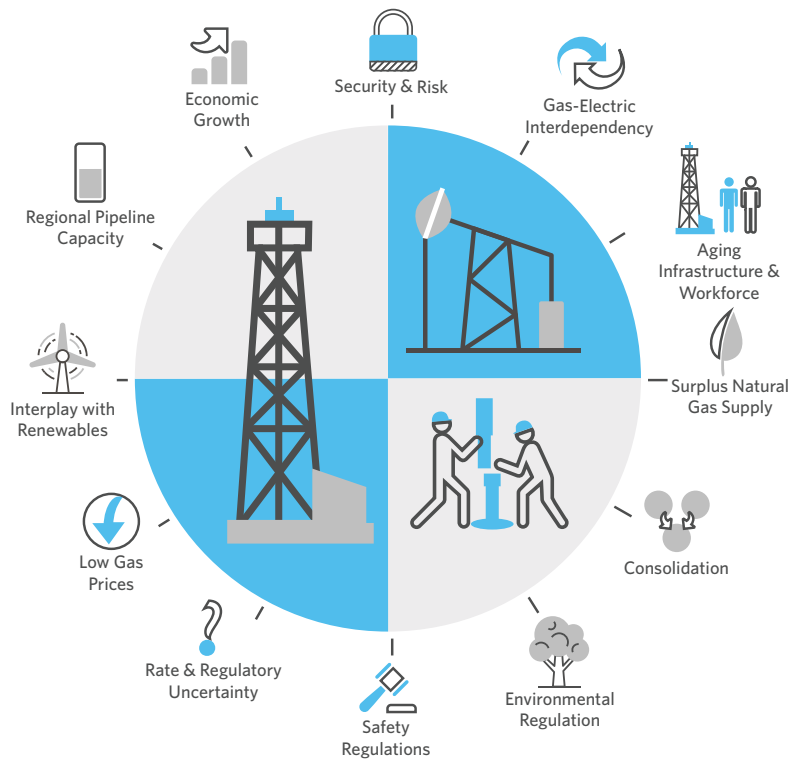 Security & Risk
Gas-Electric
Interdependency
Aging
Infrastructure &
Workforce
Surplus Natural
Gas Supply
Consolidation
Environmental
Regulation
Safety
Regulations
Rate & Regulatory
Uncertainty
Low Gas
Prices
Interplay with
Renewables
Regional Pipeline
Capacity
Economic
Growth